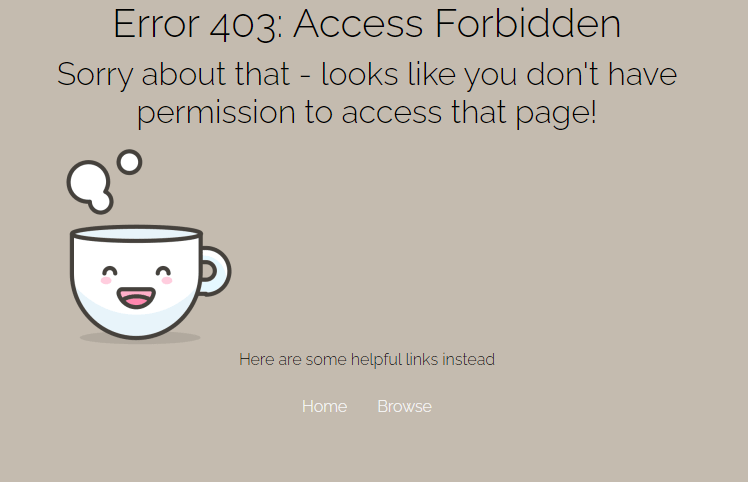 Error 403: Access Forbidden
Sorry about that - looks like you don't have
permission to access that page!
Here are some helpful links instead
Home Browse